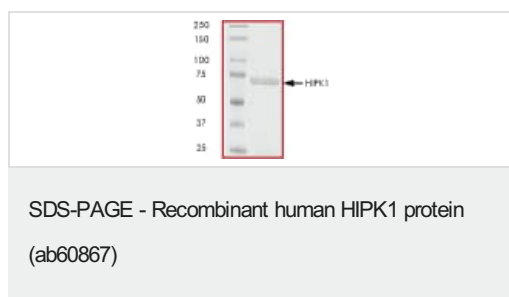 250
150
100
75
HIPK1
50
37
25
SDS-PAGE - Recombinant human HIPK1 protein
(ab60867)